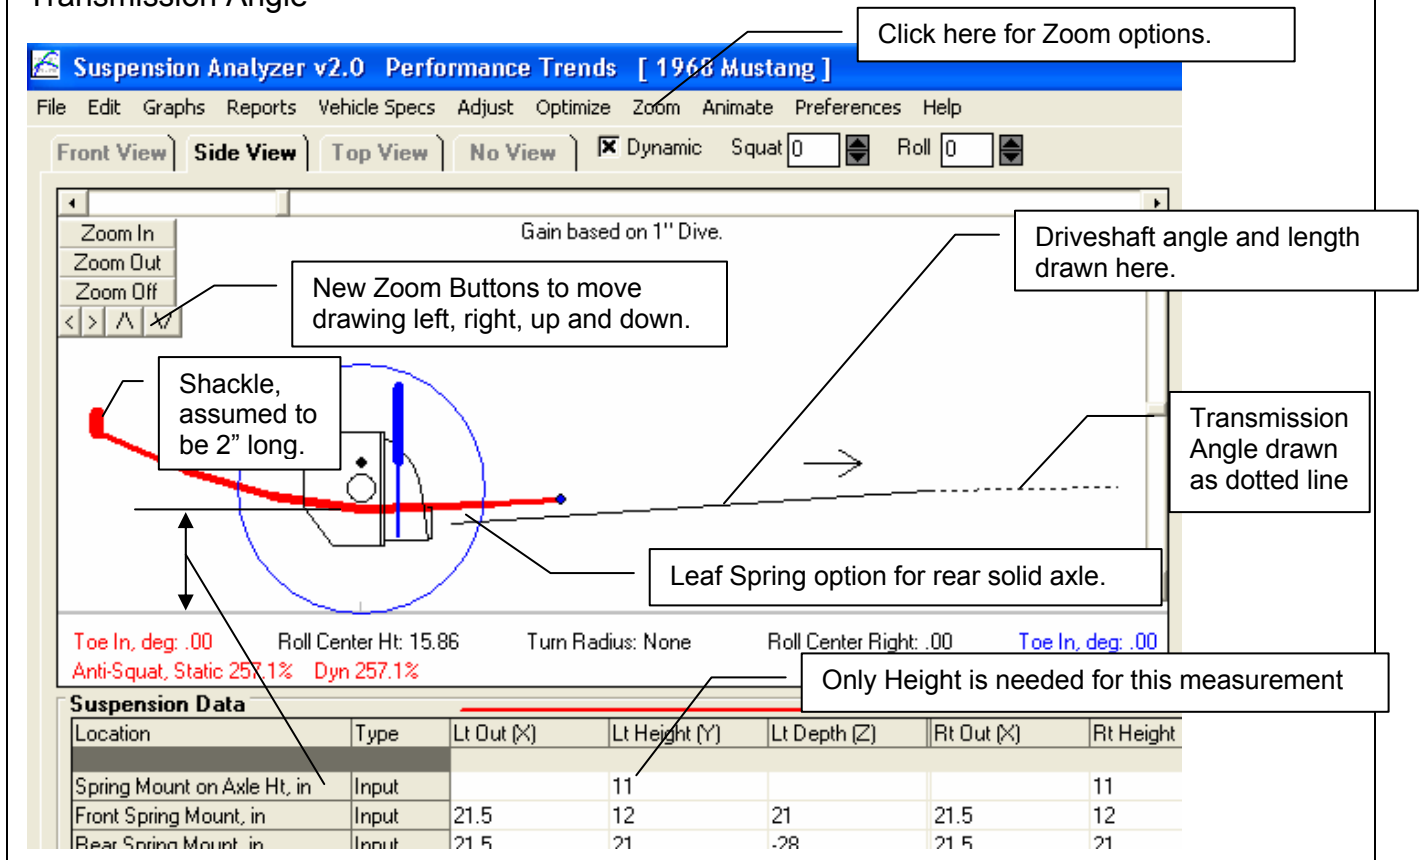 Transmission Angle
Click here for Zoom options.
Suspension Analyzer v2.0 Performance Trends [ 1968 Mustang ]
File Edit Graphs Reports Vehicle Specs Adjust Optimize Zoom Animate Preferences Help
Front View Side View Top View No View Dynamic Squat 0 Roll 0
Zoom In
Zoom Out
Zoom Off
< > /\ \/
Gain based on 1" Dive.
Driveshaft angle and length
drawn here.
New Zoom Buttons to move
drawing left, right, up and down.
Shackle,
assumed to
be 2” long.
Transmission
Angle drawn
as dotted line
Leaf Spring option for rear solid axle.
Toe In, deg: .00 Roll Center Ht: 15.86 Turn Radius: None Roll Center Right: .00 Toe In, deg: .00
Anti-Squat, Static 257.1% Dyn 257.1%
Only Height is needed for this measurement
Suspension Data
Location Type Lt Out (X) Lt Height (Y) Lt Depth (Z) Rt Out (X) Rt Height
Spring Mount on Axle Ht, in Input 11 11
Front Spring Mount, in Input 21.5 12 21 21.5 12
Rear Spring Mount, in Input 21.5 21 -28 21.5 21